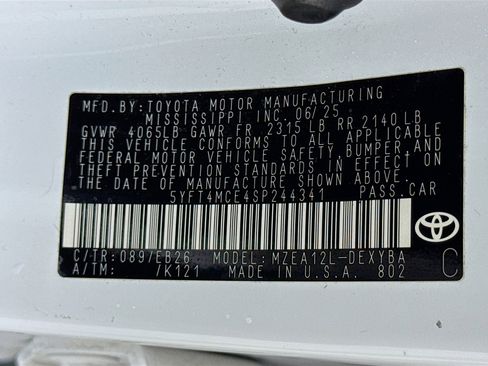 MFD.BY: TOYOTA MOTOR MANUFACTURING
MISSISSIPPI INC. 06/25
GVWR 4065LB GAWR FR 2315 LB RR 2140 LB
THIS VEHICLE CONFORMS TO ALL APPLICABLE
FEDERAL MOTOR VEHICLE SAFETY, BUMPER, AND
THEFT PREVENTION STANDARDS IN EFFECT ON
THE DATE OF MANUFACTURE SHOWN ABOVE.
5YFT4MCE4SP244341 PASS.CAR
C/TR: 089/EB26 MODEL: MZEA12L-DEXYBA
A/TM: /K121 MADE IN U.S.A. 802 C
TOYOTA